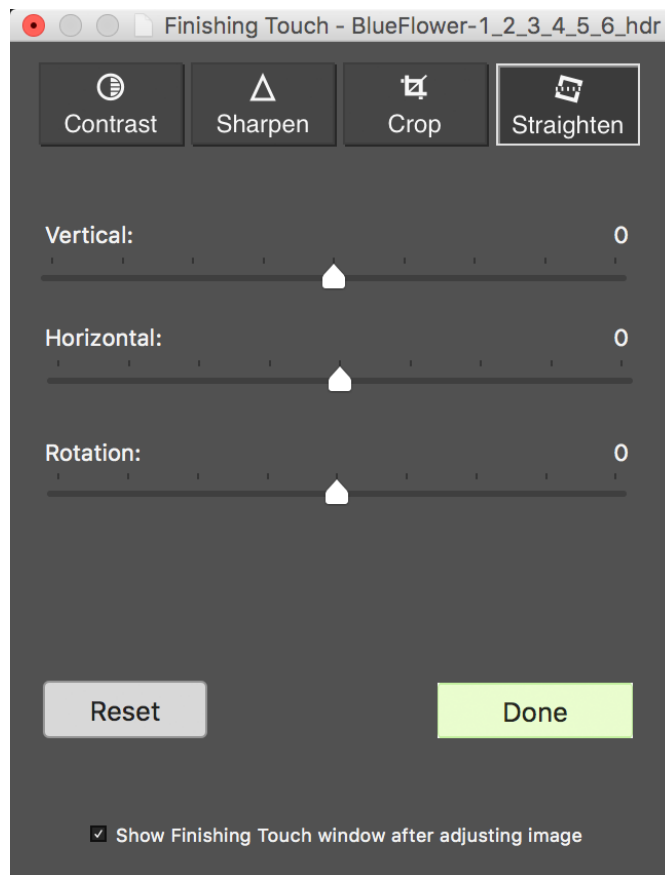 Finishing Touch - BlueFlower-1_2_3_4_5_6_hdr
Contrast Sharpen Crop Straighten
Vertical: 0
Horizontal: 0
Rotation: 0
Reset Done
Show Finishing Touch window after adjusting image